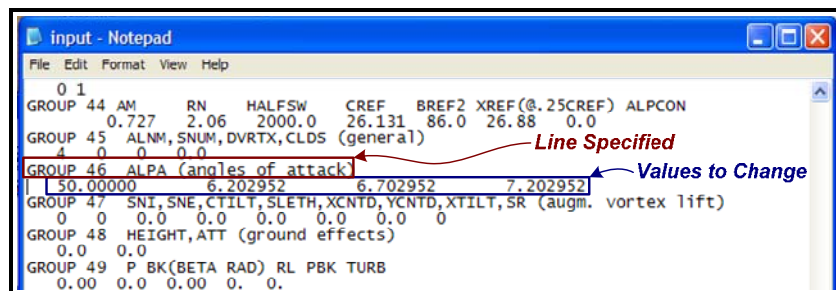 input - Notepad
File Edit Format View Help
0 1
GROUP 44 AM RN HALFSW CREF BREF2 XREF(@.25CREF) ALPCON
0.727 2.06 2000.0 26.131 86.0 26.88 0.0
GROUP 45 ALNM,SNUM,DVRTX,CLDS (general)
4 0 0 0.0
Line Specified
GROUP 46 ALPA (angles of attack)
Values to Change
50.00000 6.202952 6.702952 7.202952
GROUP 47 SNI,SNE,CTILT,SLETH,XCNTD,YCNTD,XTILT,SR (augm. vortex lift)
0 0 0.0 0.0 0.0 0.0 0.0 0
GROUP 48 HEIGHT,ATT (ground effects)
0.0 0.0
GROUP 49 P BK(BETA RAD) RL PBK TURB
0.00 0.0 0.00 0. 0.